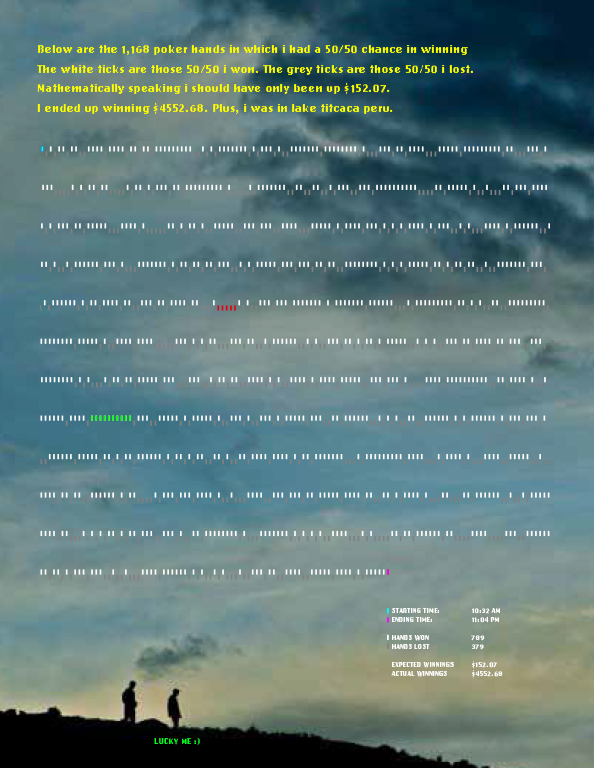 Below are the 1,168 poker hands in which i had a 50/50 chance in winning
The white ticks are those 50/50 i won. The grey ticks are those 50/50 i lost.
Mathematically speaking i should have only been up $152.07.
I ended up winning $4552.68. Plus, i was in lake titcaca peru.
STARTING TIME: 10:32 AM
ENDING TIME: 11:04 PM
HANDS WON 789
HANDS LOST 379
EXPECTED WINNINGS $152.07
ACTUAL WINNINGS $4552.68
LUCKY ME :)